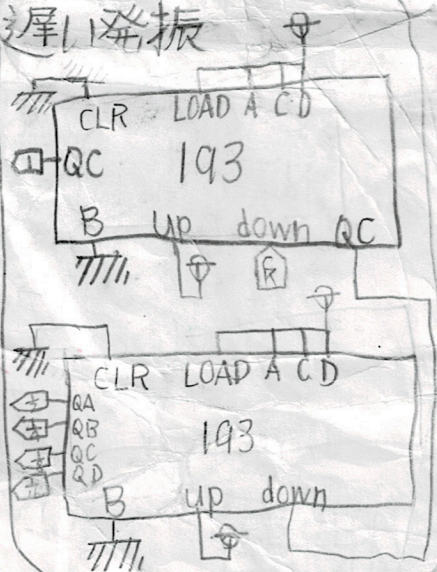 遅い発振
CLR LOAD A C D
QC 193
B up down QC
CLR LOAD A C D
QA
QB
193
QC
QD
B up down